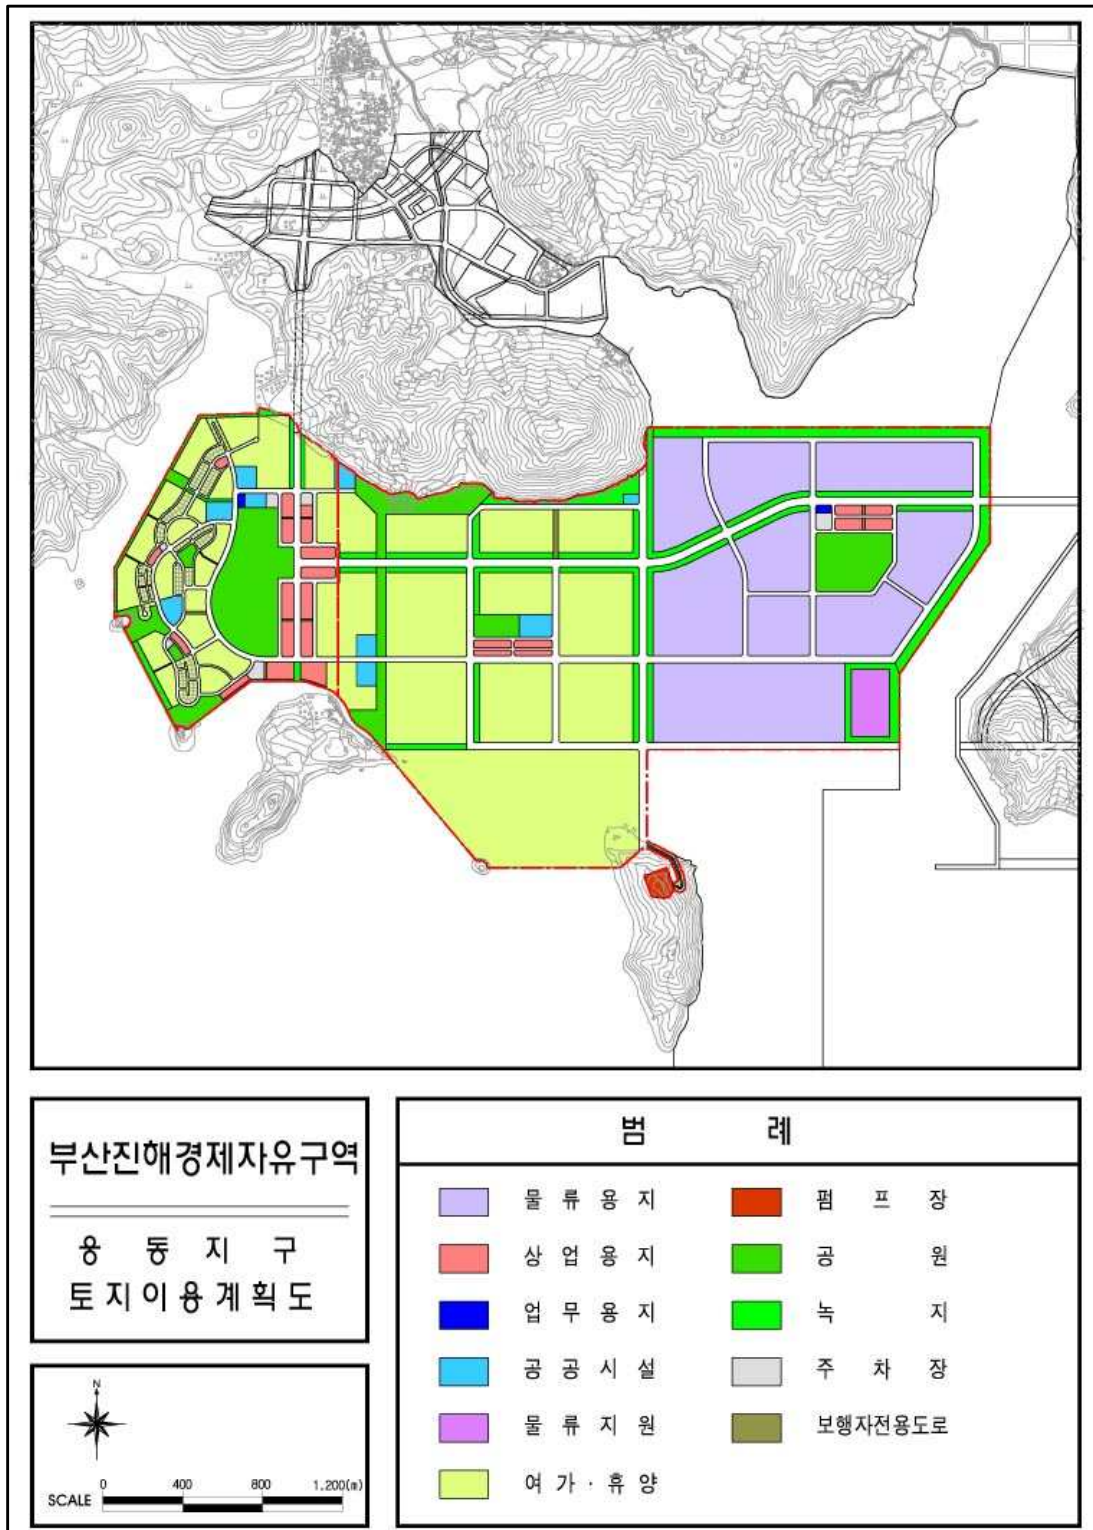 부산진해경제자유구역
웅 동 지 구
토지이용계획도
N
SCALE 0 400 800 1,200(m)
범 례
물 류 용 지
상 업 용 지
업 무 용 지
공 공 시 설
물 류 지 원
여 가 · 휴 양
펌 프 장
공 원
녹 지
주 차 장
보행자전용도로